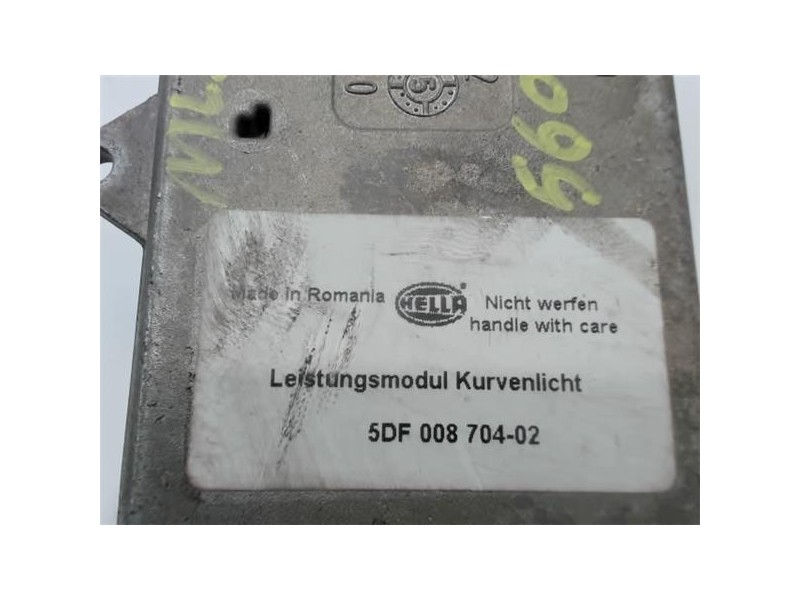 Made in Romania
HELLA
Nicht werfen
handle with care
Leistungsmodul Kurvenlicht
5DF 008 704-02